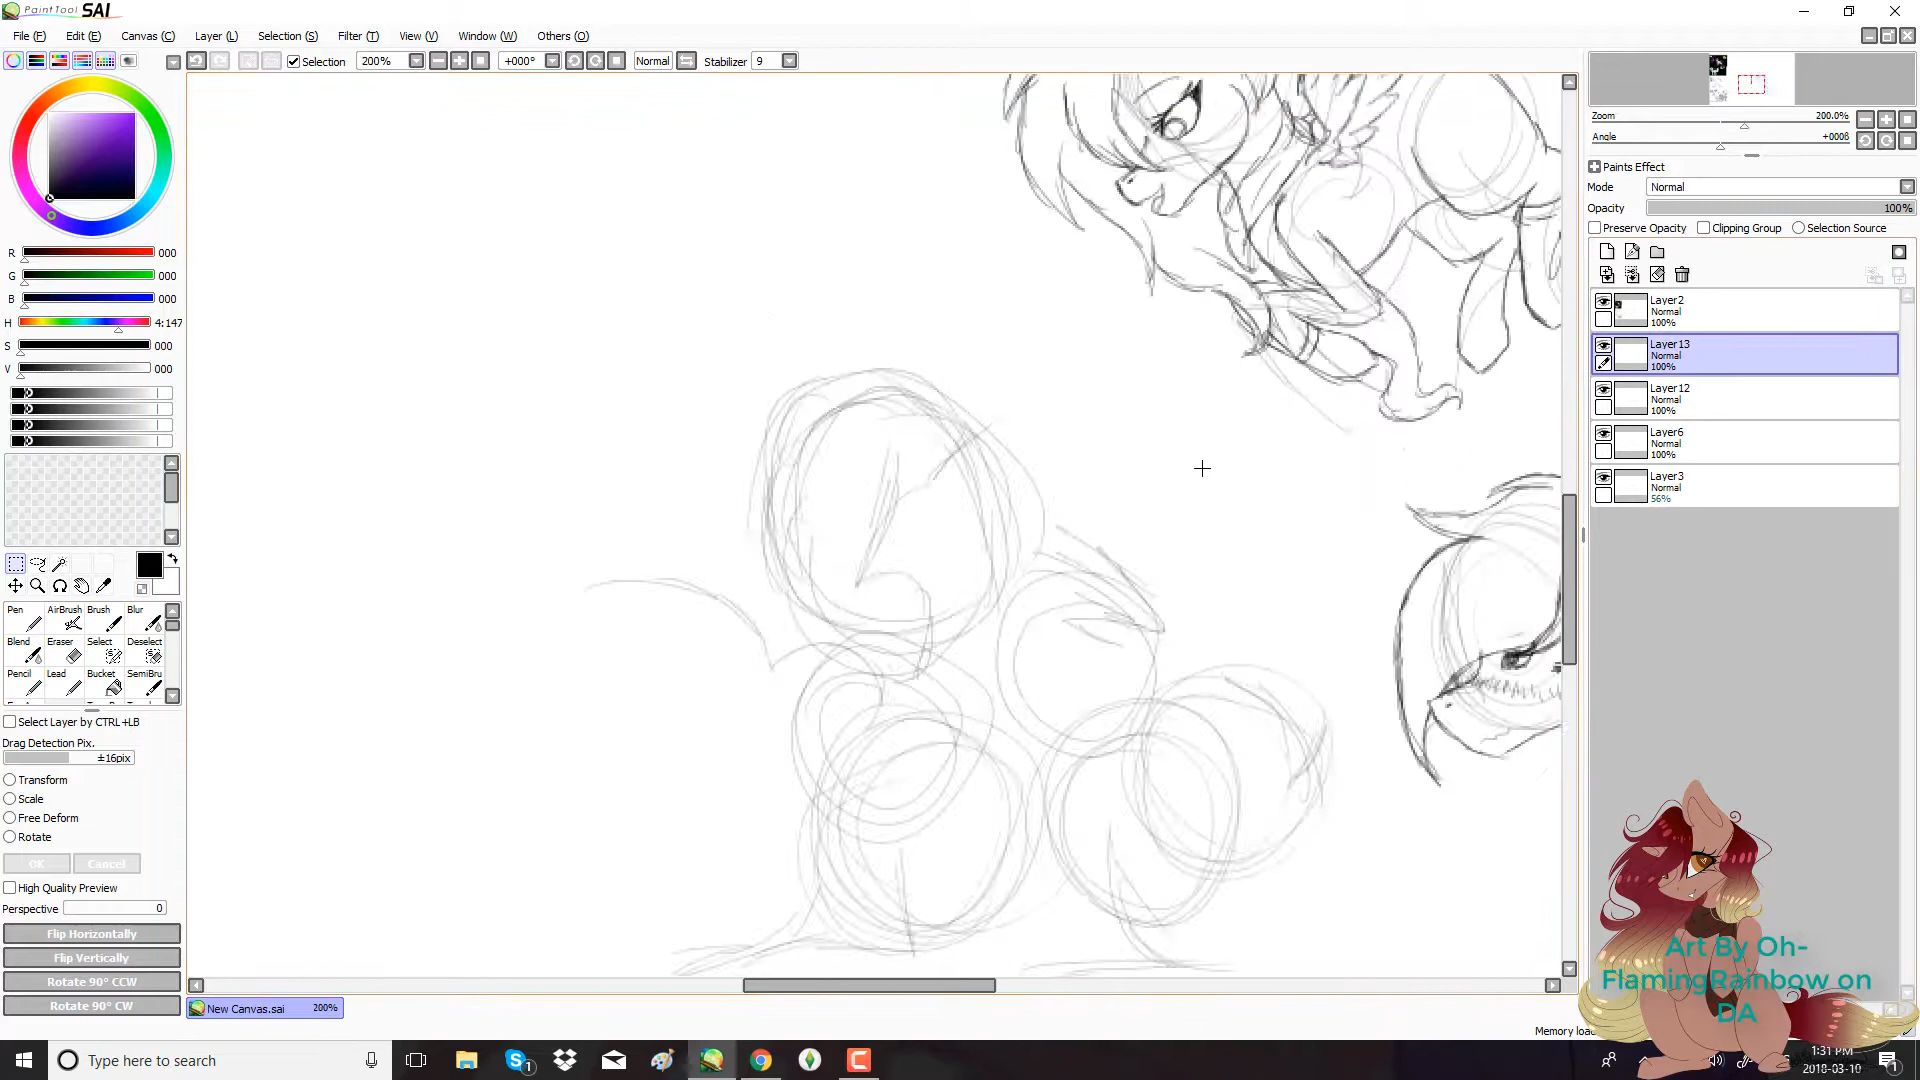 PaintTool SAI
File (F) Edit (E) Canvas (C) Layer (L) Selection (S) Filter (T) View (V) Window (W) Others (O)
Selection 200% +000° Normal Stabilizer 9
Zoom 200.0%
Angle +000ß
Paints Effect
Mode Normal
Opacity 100%
Preserve Opacity Clipping Group Selection Source
R 000
G 000
B 000
H 4:147
S 000
V 000
Layer2
Normal
100%
Layer13
Normal
100%
Layer12
Normal
100%
Layer6
Normal
100%
Layer3
Normal
56%
Pen AirBrush Brush Blur
Blend Eraser Select Deselect
Pencil Lead Bucket SemiBru
Select Layer by CTRL+LB
Drag Detection Pix.
±16pix
Transform
Scale
Free Deform
Rotate
OK Cancel
High Quality Preview
Perspective 0
Flip Horizontally
Flip Vertically
Rotate 90° CCW
Rotate 90° CW
New Canvas.sai 200%
Art By Oh-
FlamingRainbow on
DA
Memory loa
Type here to search
1:31 PM
2018-03-10